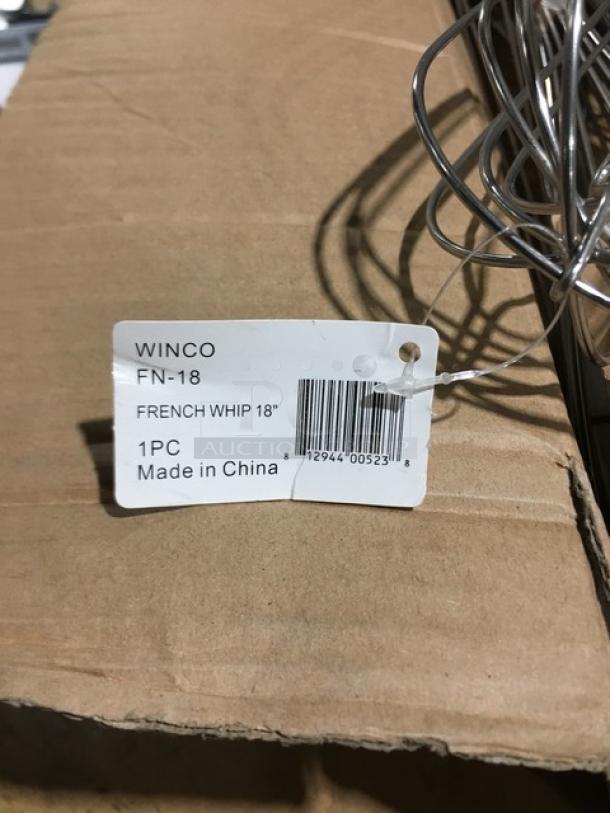 WINCO
FN-18
FRENCH WHIP 18"
1PC
Made in China
8 12944 00523 8